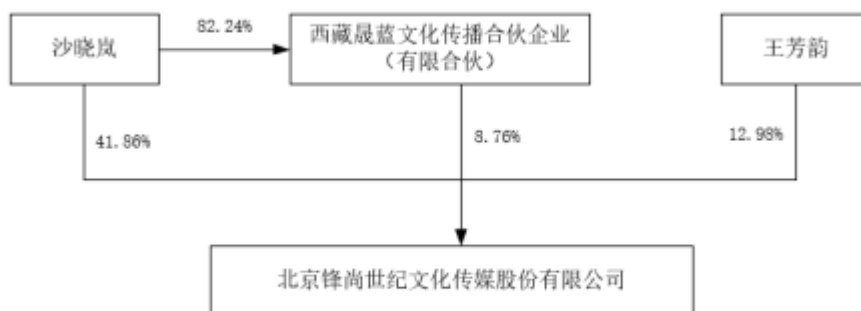 82.24%
沙晓岚
西藏晟蓝文化传播合伙企业
（有限合伙）
王芳韵
41.86%
8.76%
12.98%
北京锋尚世纪文化传媒股份有限公司